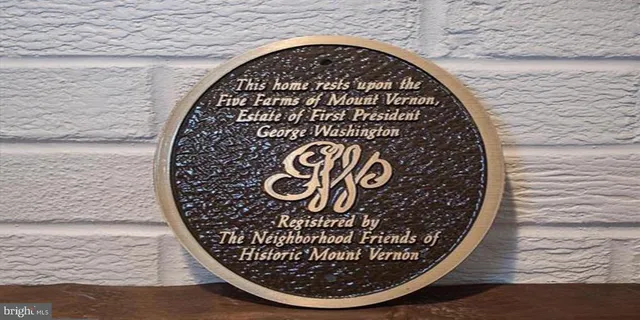 This home rests upon the
Five Farms of Mount Vernon,
Estate of First President
George Washington
Registered by
The Neighborhood Friends of
Historic Mount Vernon
bright MLS